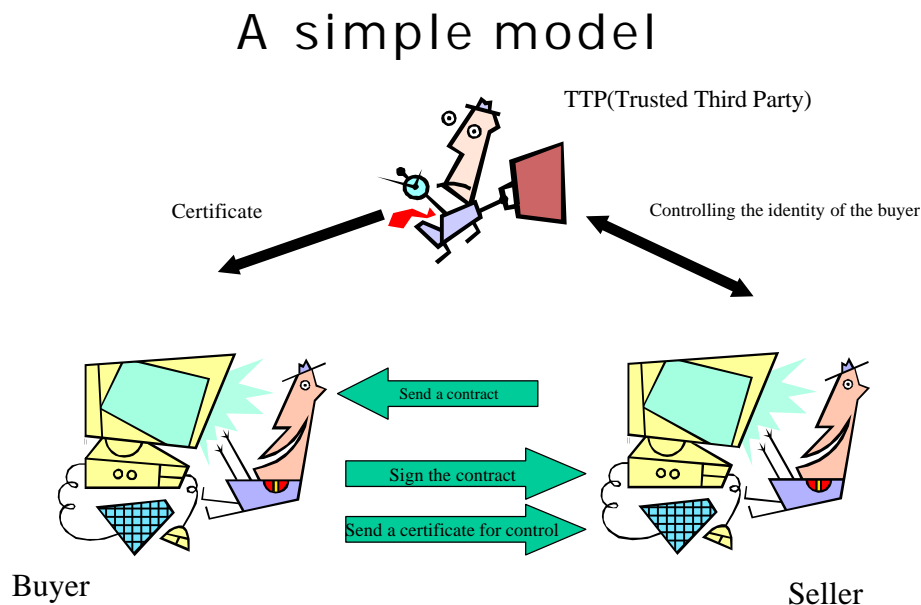 A simple model
TTP(Trusted Third Party)
Certificate
Controlling the identity of the buyer
Send a contract
Sign the contract
Send a certificate for control
Buyer
Seller